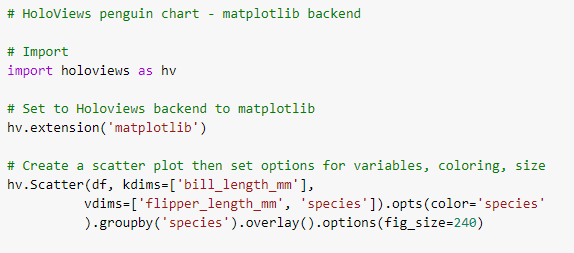 # HoloViews penguin chart - matplotlib backend
# Import
import holoviews as hv
# Set to Holoviews backend to matplotlib
hv.extension('matplotlib')
# Create a scatter plot then set options for variables, coloring, size
hv.Scatter(df, kdims=['bill_length_mm'],
vdims=['flipper_length_mm', 'species']).opts(color='species'
).groupby('species').overlay().options(fig_size=240)